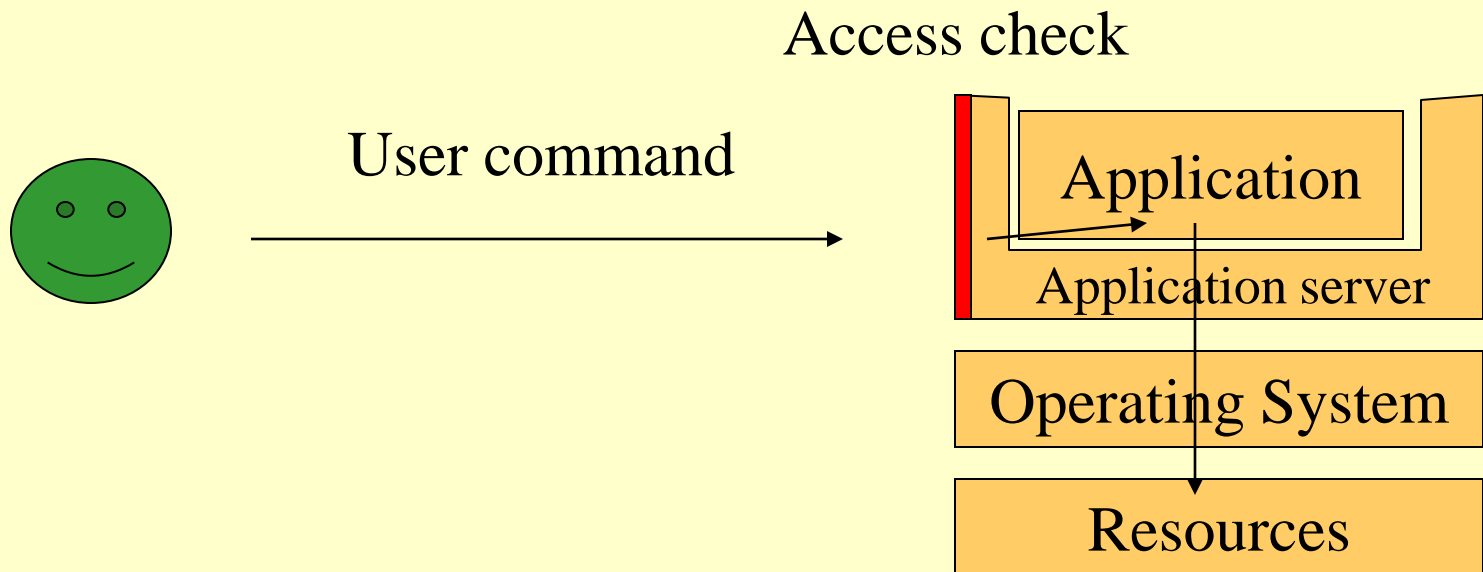 Access check
User command
Application
Application server
Operating System
Resources